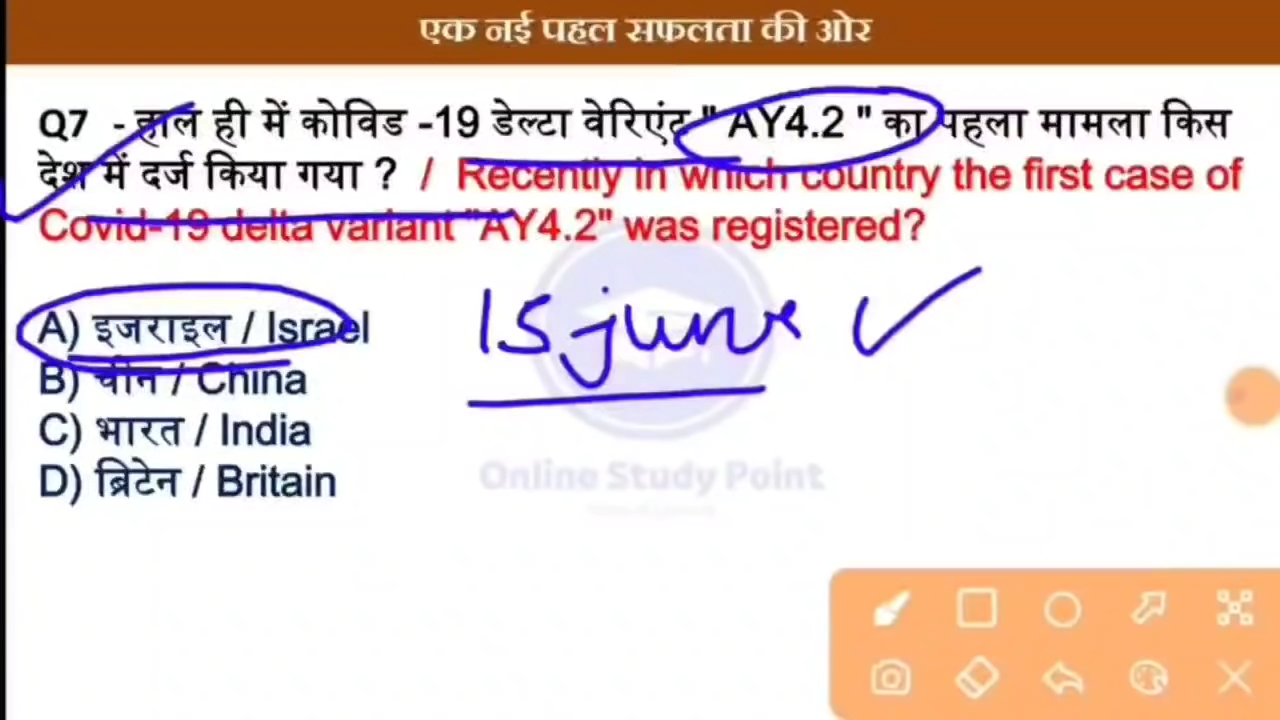 एक नई पहल सफलता की ओर
Q7 - हाल ही में कोविड -19 डेल्टा वेरिएंट " AY4.2 " का पहला मामला किस
देश में दर्ज किया गया ? / Recently in which country the first case of
Covid-19 delta variant "AY4.2" was registered?
A) इजराइल / Israel
15 june
B) चीन / China
C) भारत / India
D) ब्रिटेन / Britain
Online Study Point